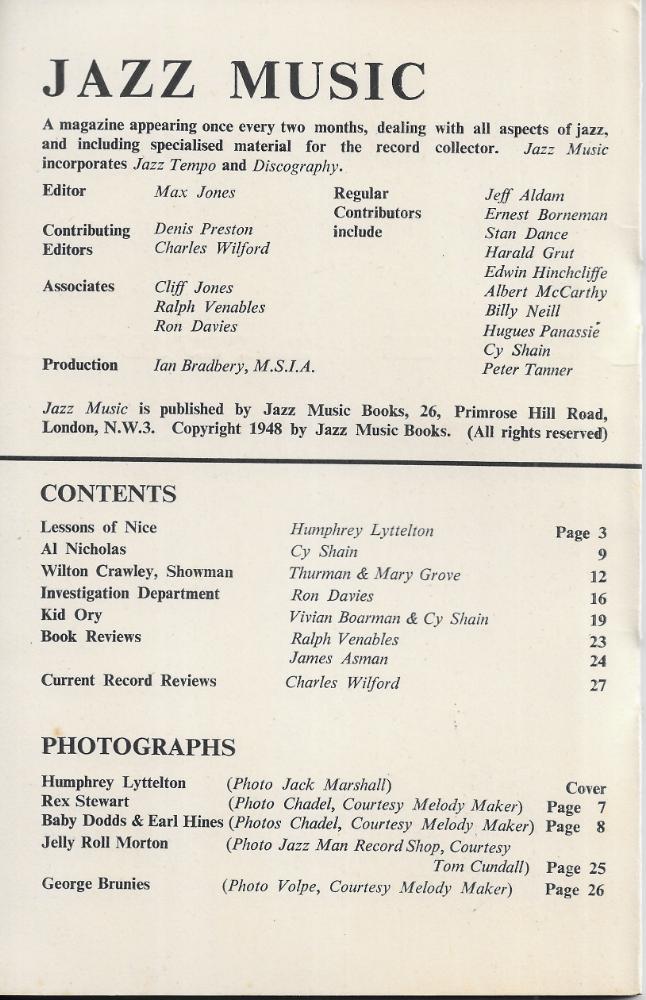 JAZZ MUSIC
A magazine appearing once every two months, dealing with all aspects of jazz,
and including specialised material for the record collector. Jazz Music
incorporates Jazz Tempo and Discography.
Editor Max Jones
Contributing Denis Preston
Editors Charles Wilford
Associates Cliff Jones
Ralph Venables
Ron Davies
Production Ian Bradbery, M.S.I.A.
Regular Jeff Aldam
Contributors Ernest Borneman
include Stan Dance
Harald Grut
Edwin Hinchcliffe
Albert McCarthy
Billy Neill
Hugues Panassié
Cy Shain
Peter Tanner
Jazz Music is published by Jazz Music Books, 26, Primrose Hill Road,
London, N.W.3. Copyright 1948 by Jazz Music Books. (All rights reserved)
CONTENTS
Lessons of Nice Humphrey Lyttelton Page 3
Al Nicholas Cy Shain 9
Wilton Crawley, Showman Thurman & Mary Grove 12
Investigation Department Ron Davies 16
Kid Ory Vivian Boarman & Cy Shain 19
Book Reviews Ralph Venables 23
James Asman 24
Current Record Reviews Charles Wilford 27
PHOTOGRAPHS
Humphrey Lyttelton (Photo Jack Marshall) Cover
Rex Stewart (Photo Chadel, Courtesy Melody Maker) Page 7
Baby Dodds & Earl Hines (Photos Chadel, Courtesy Melody Maker) Page 8
Jelly Roll Morton (Photo Jazz Man Record Shop, Courtesy
Tom Cundall) Page 25
George Brunies (Photo Volpe, Courtesy Melody Maker) Page 26